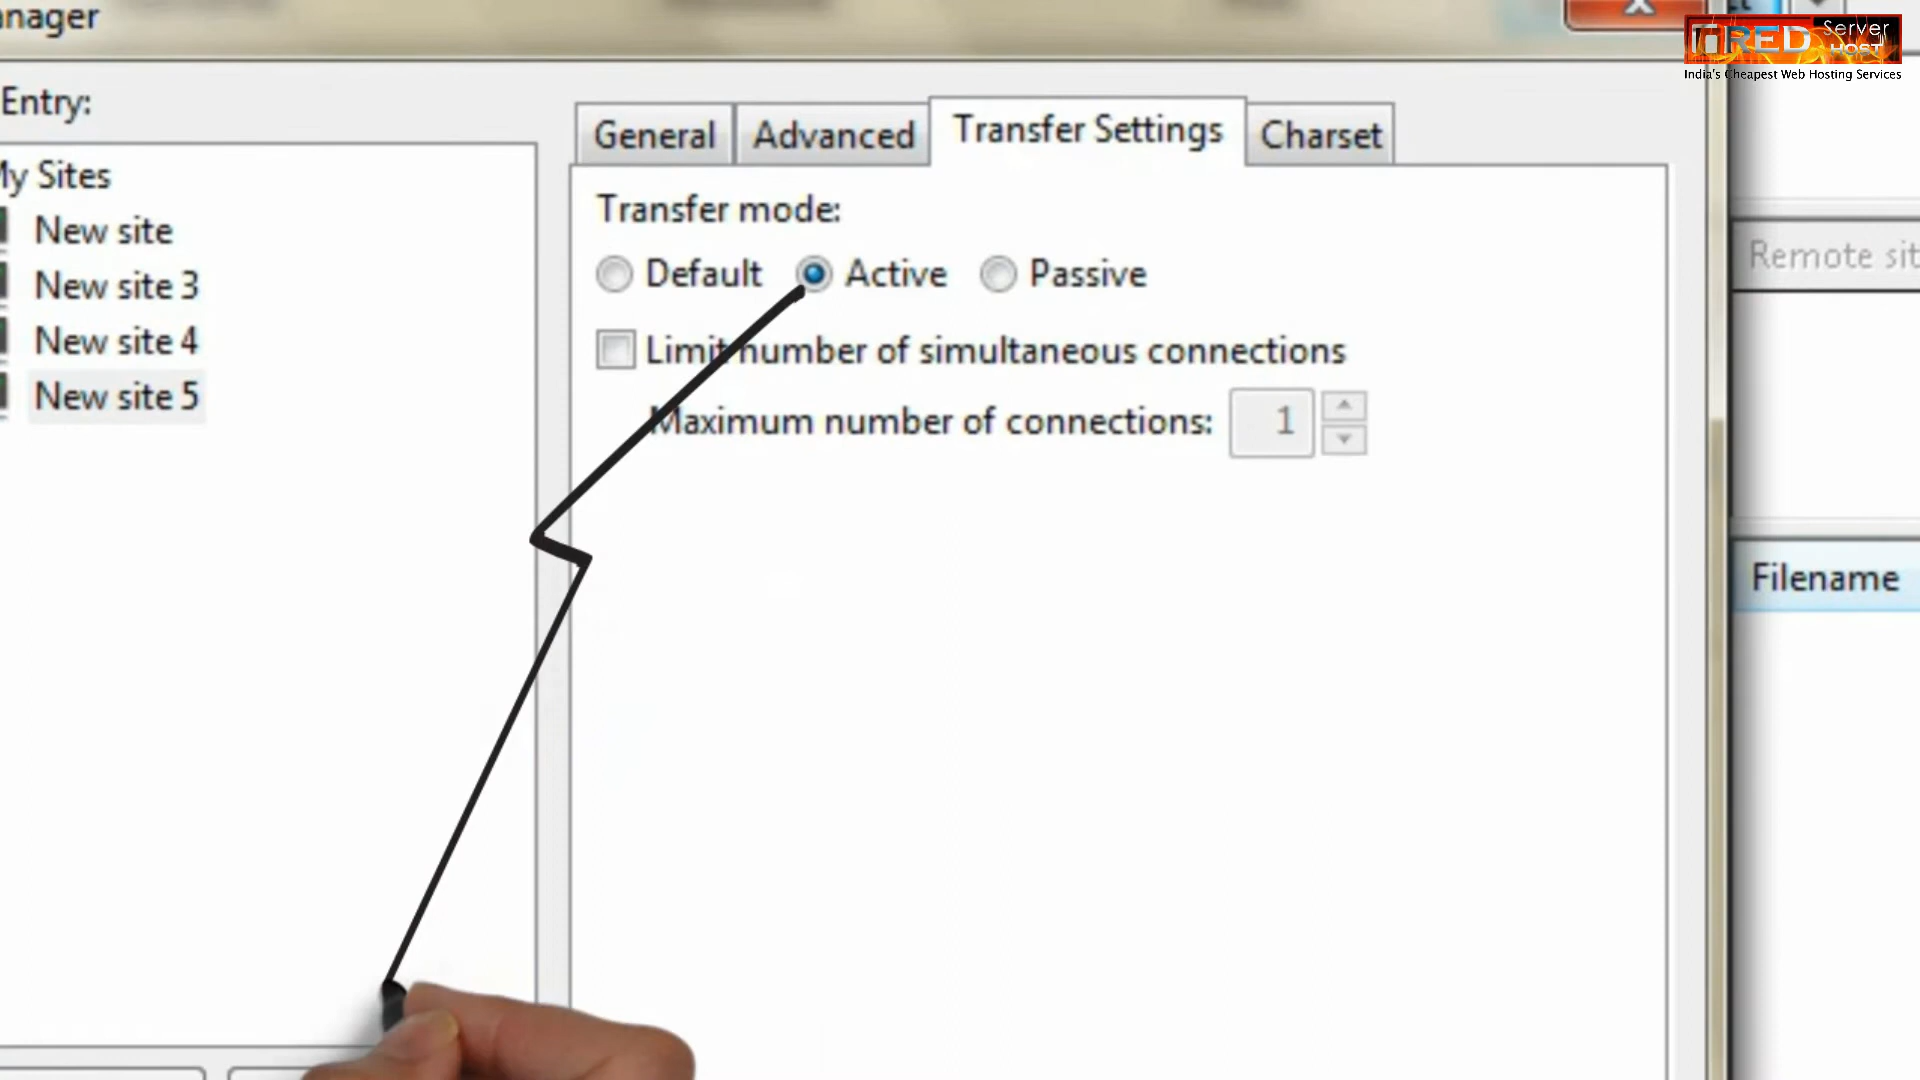 nager
Server
RED
HOST
India's Cheapest Web Hosting Services
Entry:
General
Advanced
Transfer Settings
Charset
My Sites
New site
New site 3
New site 4
New site 5
Transfer mode:
Default
Active
Passive
Limit number of simultaneous connections
Maximum number of connections:
1
Remote sit
Filename